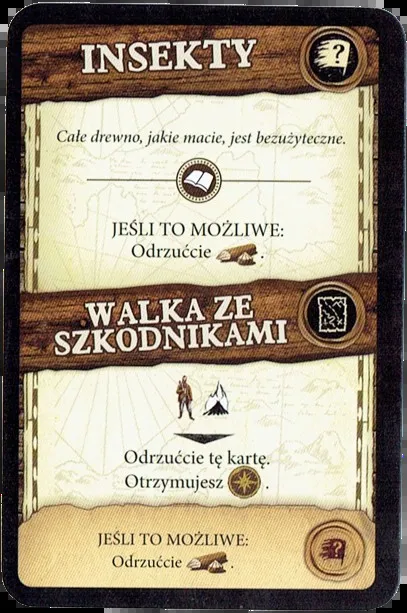 INSEKTY
?
Całe drewno, jakie macie, jest bezużyteczne.
JEŚLI TO MOŻLIWE:
Odrzućcie .
WALKA ZE
SZKODNIKAMI
Odrzućcie tę kartę.
Otrzymujesz .
JEŚLI TO MOŻLIWE:
Odrzućcie .
?